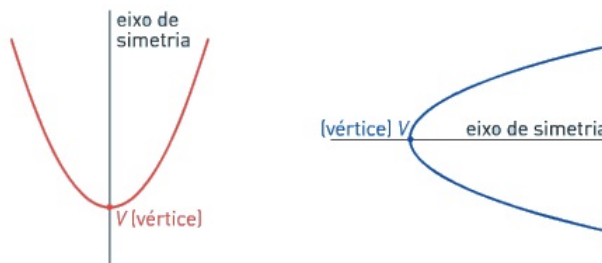 eixo de
simetria
V (vértice)
(vértice) V
eixo de simetria